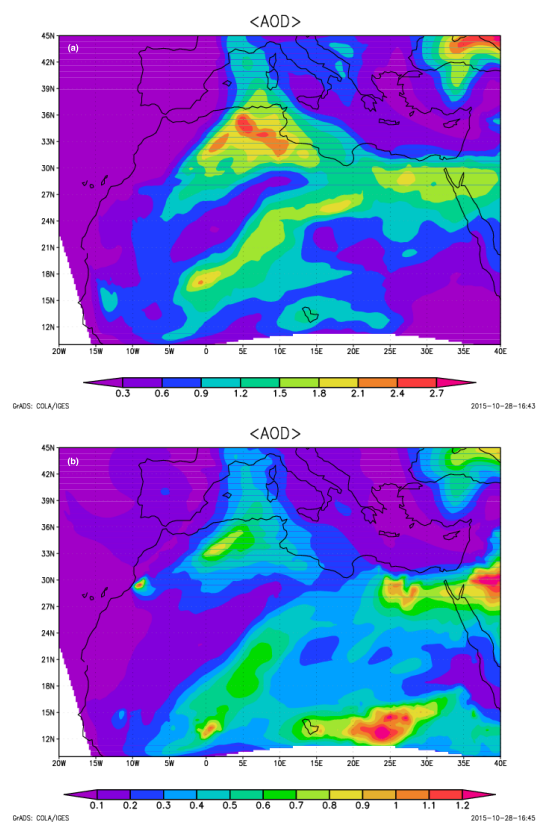 <AOD>
(a)
45N
42N
39N
36N
33N
30N
27N
24N
21N
18N
15N
12N
20W 15W 10W 5W 0 5E 10E 15E 20E 25E 30E 35E 40E
0.3 0.6 0.9 1.2 1.5 1.8 2.1 2.4 2.7
GrADS: COLA/IGES 2015-10-28-16:43
<AOD>
(b)
45N
42N
39N
36N
33N
30N
27N
24N
21N
18N
15N
12N
20W 15W 10W 5W 0 5E 10E 15E 20E 25E 30E 35E 40E
0.1 0.2 0.3 0.4 0.5 0.6 0.7 0.8 0.9 1 1.1 1.2
GrADS: COLA/IGES 2015-10-28-16:45